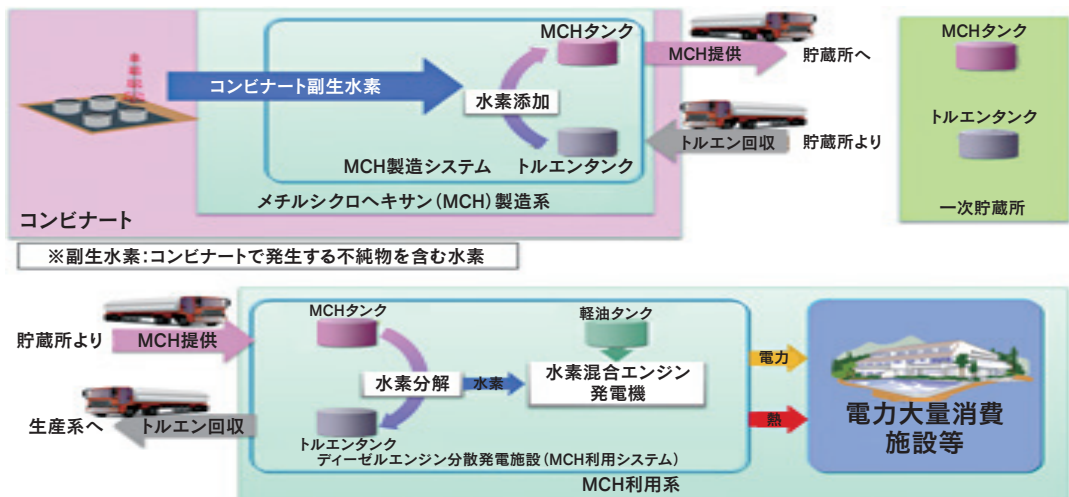 MCHタンク
MCH提供
貯蔵所へ
コンビナート副生水素
水素添加
トルエン回収
貯蔵所より
MCH製造システム
トルエンタンク
メチルシクロヘキサン(MCH)製造系
コンビナート
MCHタンク
トルエンタンク
一次貯蔵所
※副生水素:コンビナートで発生する不純物を含む水素
貯蔵所より
MCH提供
生産系へ
トルエン回収
MCHタンク
水素分解
トルエンタンク
水素
軽油タンク
水素混合エンジン
発電機
ディーゼルエンジン分散発電施設(MCH利用システム)
MCH利用系
電力
熱
電力大量消費
施設等